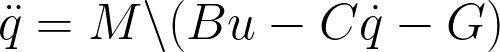 q̈ = M\(Bu − Cq̇ − G)